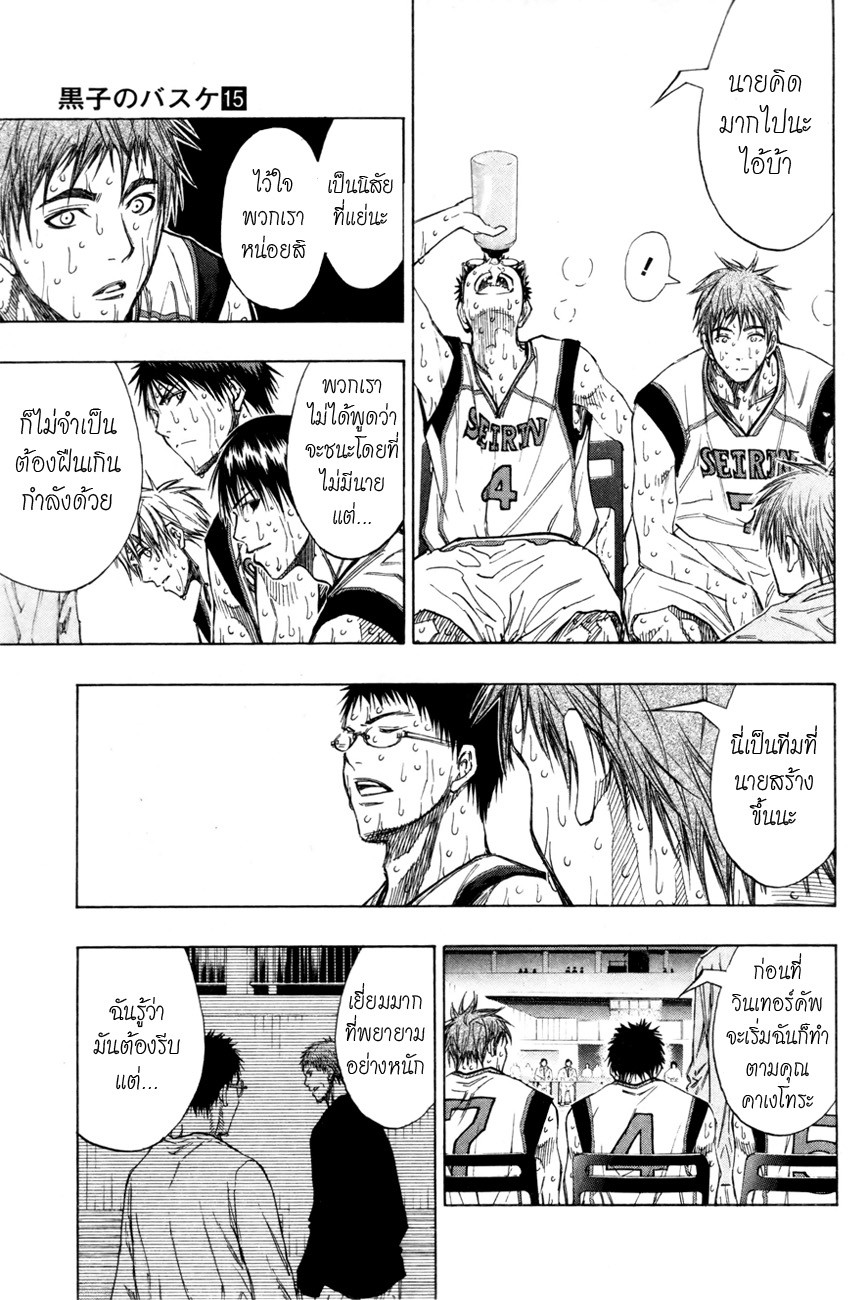 黒子のバスケ15
นายคิด
มากไปนะ
ไอ้บ้า
!
SEIRIN
4
SEIRIN
7
เป็นนิสัย
ที่แย่นะ
ไว้ใจ
พวกเรา
หน่อยสิ
พวกเรา
ไม่ได้พูดว่า
จะชนะโดยที่
ไม่มีนาย
แต่...
ก็ไม่จำเป็น
ต้องฝืนเกิน
กำลังด้วย
นี่เป็นทีมที่
นายสร้าง
ขึ้นนะ
ก่อนที่
วินเทอร์คัพ
จะเริ่มฉันก็ทำ
ตามคุณ
คาเงโทระ
7
4
5
เยี่ยมมาก
ที่พยายาม
อย่างหนัก
ฉันรู้ว่า
มันต้องรีบ
แต่...